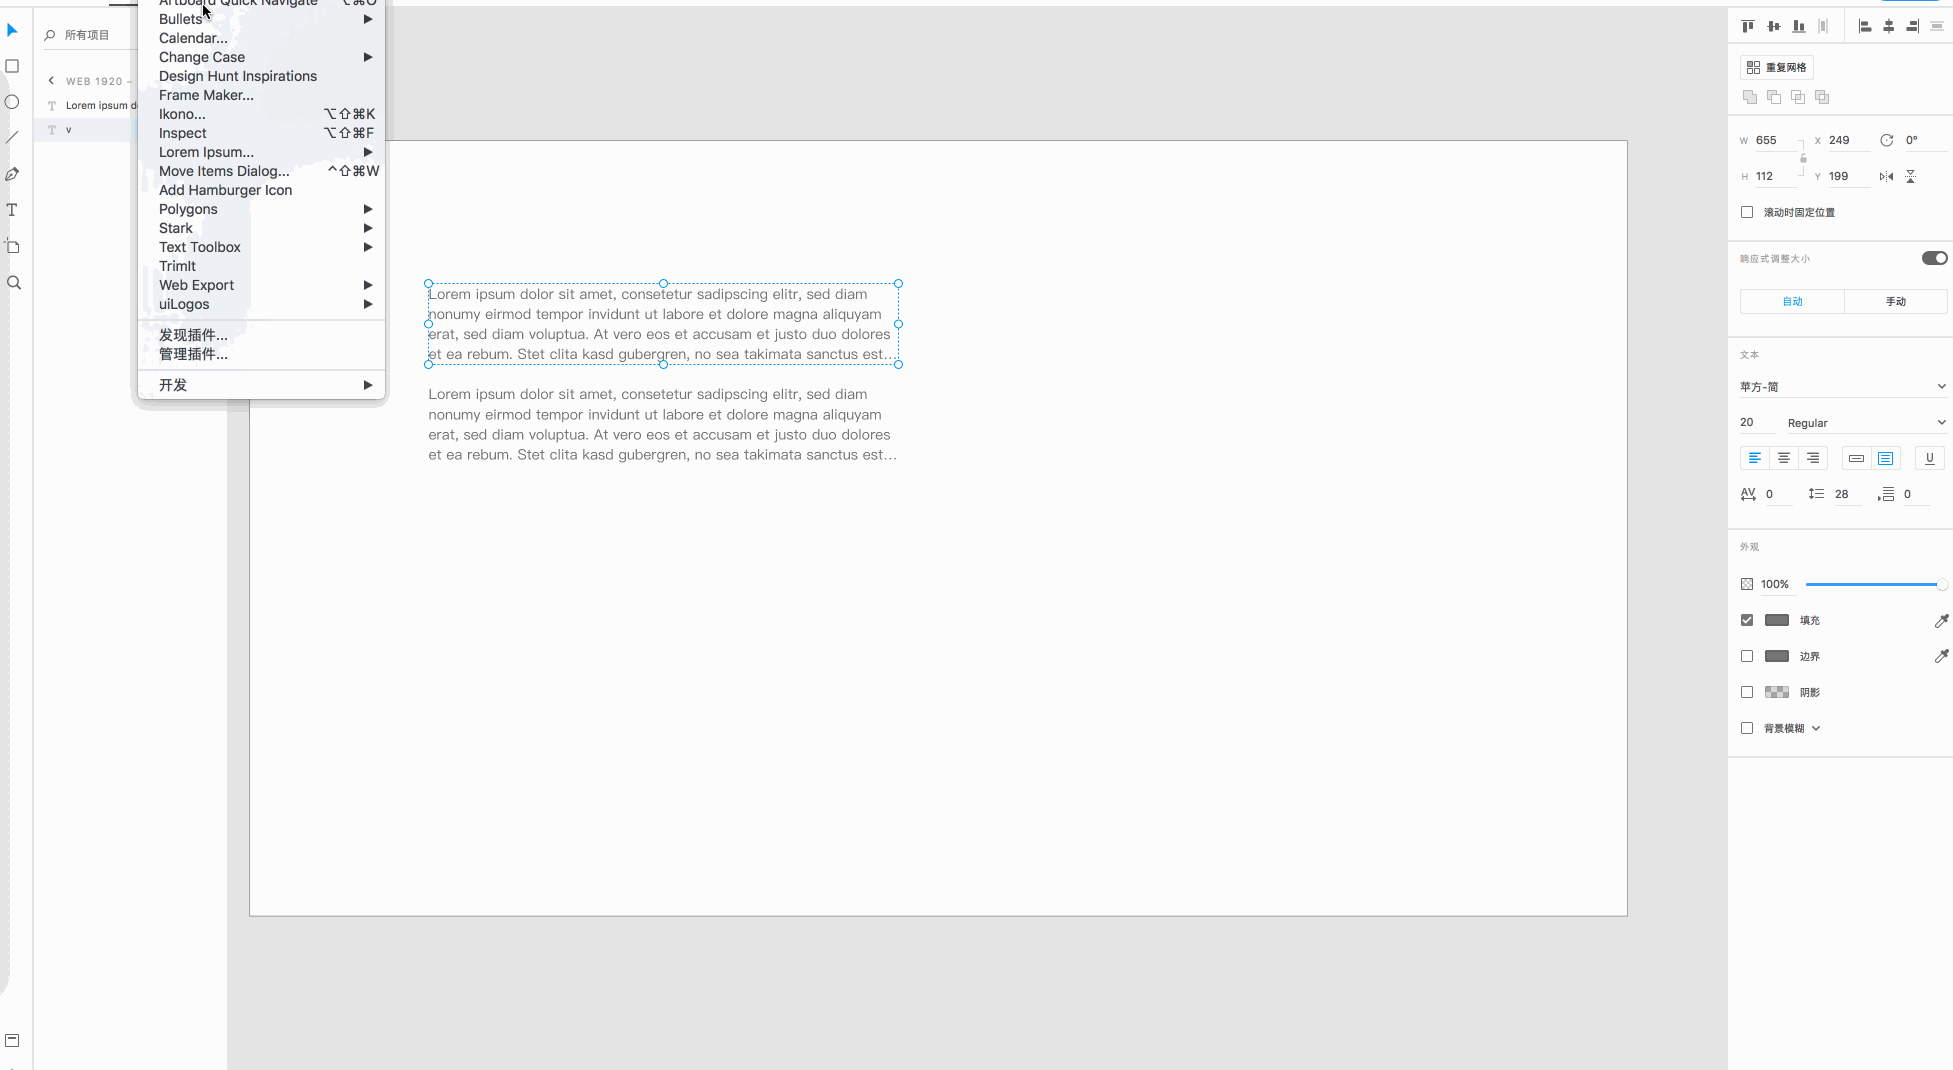 Artboard Quick Navigate ⌥⌘O
Bullets
Calendar...
Change Case
Design Hunt Inspirations
Frame Maker...
Ikono... ⌥⇧⌘K
Inspect ⌥⇧⌘F
Lorem Ipsum...
Move Items Dialog... ^⇧⌘W
Add Hamburger Icon
Polygons
Stark
Text Toolbox
TrimIt
Web Export
uiLogos
发现插件...
管理插件...
开发
所有项目
WEB 1920 –
Lorem ipsum d
v
Lorem ipsum dolor sit amet, consetetur sadipscing elitr, sed diam
nonumy eirmod tempor invidunt ut labore et dolore magna aliquyam
erat, sed diam voluptua. At vero eos et accusam et justo duo dolores
et ea rebum. Stet clita kasd gubergren, no sea takimata sanctus est...
Lorem ipsum dolor sit amet, consetetur sadipscing elitr, sed diam
nonumy eirmod tempor invidunt ut labore et dolore magna aliquyam
erat, sed diam voluptua. At vero eos et accusam et justo duo dolores
et ea rebum. Stet clita kasd gubergren, no sea takimata sanctus est...
重复网格
W 655 X 249 0°
H 112 Y 199
滚动时固定位置
响应式调整大小
自动 手动
文本
苹方-简
20 Regular
U
AV 0 28 0
外观
100%
填充
边界
阴影
背景模糊